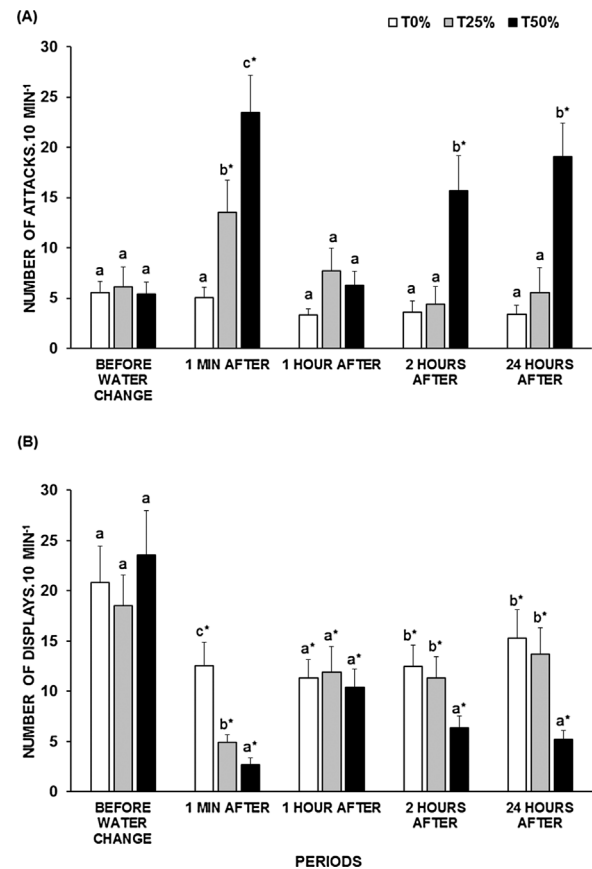 (A)
T0% T25% T50%
NUMBER OF ATTACKS.10 MIN-1
30
25
20
15
10
5
0
a a a
a b* c*
a a a
a a b*
a a b*
BEFORE WATER CHANGE
1 MIN AFTER
1 HOUR AFTER
2 HOURS AFTER
24 HOURS AFTER
(B)
NUMBER OF DISPLAYS.10 MIN-1
30
25
20
15
10
5
0
a a a
c* b* a*
a* a* a*
b* b* a*
b* b* a*
BEFORE WATER CHANGE
1 MIN AFTER
1 HOUR AFTER
2 HOURS AFTER
24 HOURS AFTER
PERIODS